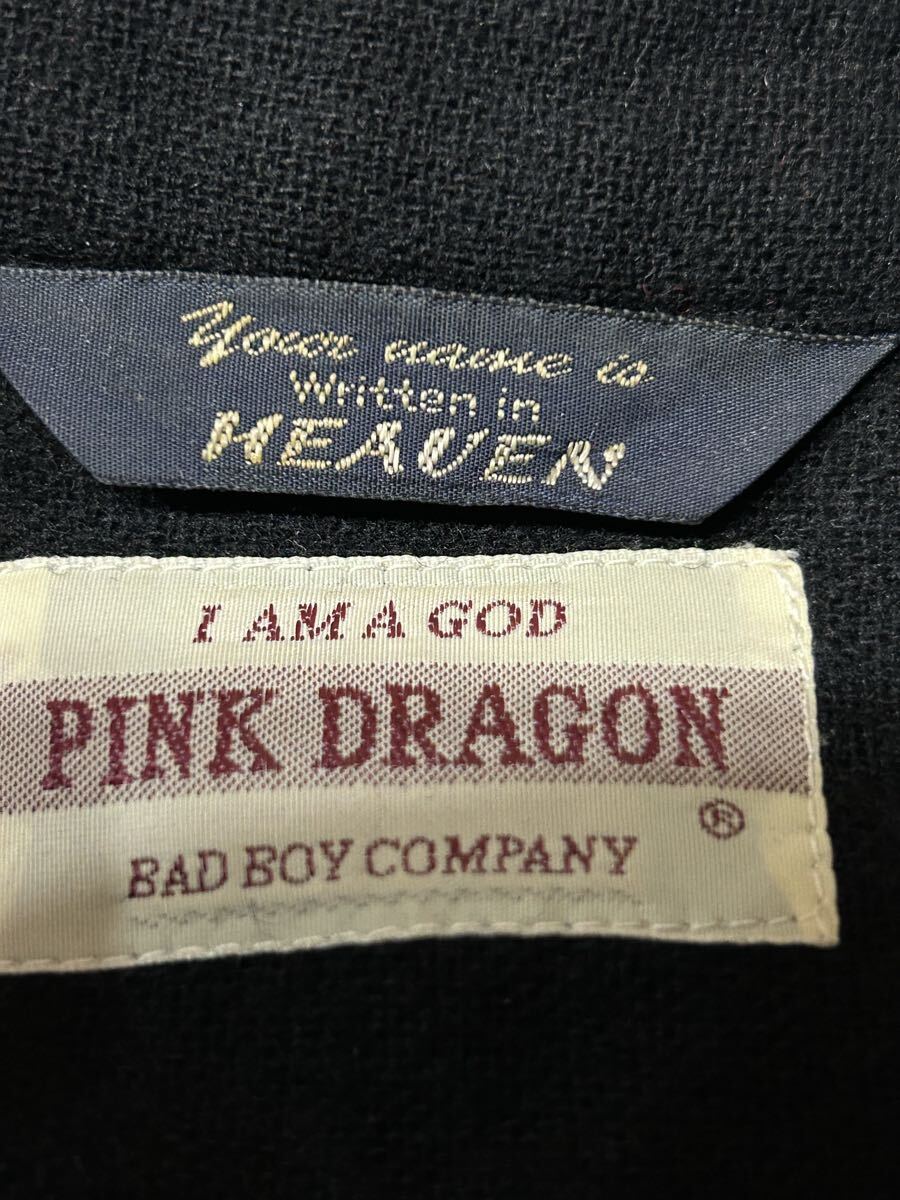 Your name is
Written in
HEAVEN
I AM A GOD
PINK DRAGON
®
BAD BOY COMPANY